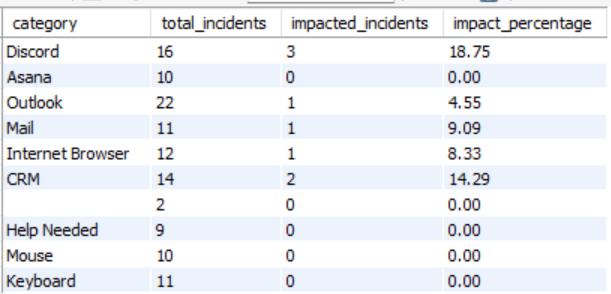 category total_incidents impacted_incidents impact_percentage
Discord 16 3 18.75
Asana 10 0 0.00
Outlook 22 1 4.55
Mail 11 1 9.09
Internet Browser 12 1 8.33
CRM 14 2 14.29
2 0 0.00
Help Needed 9 0 0.00
Mouse 10 0 0.00
Keyboard 11 0 0.00